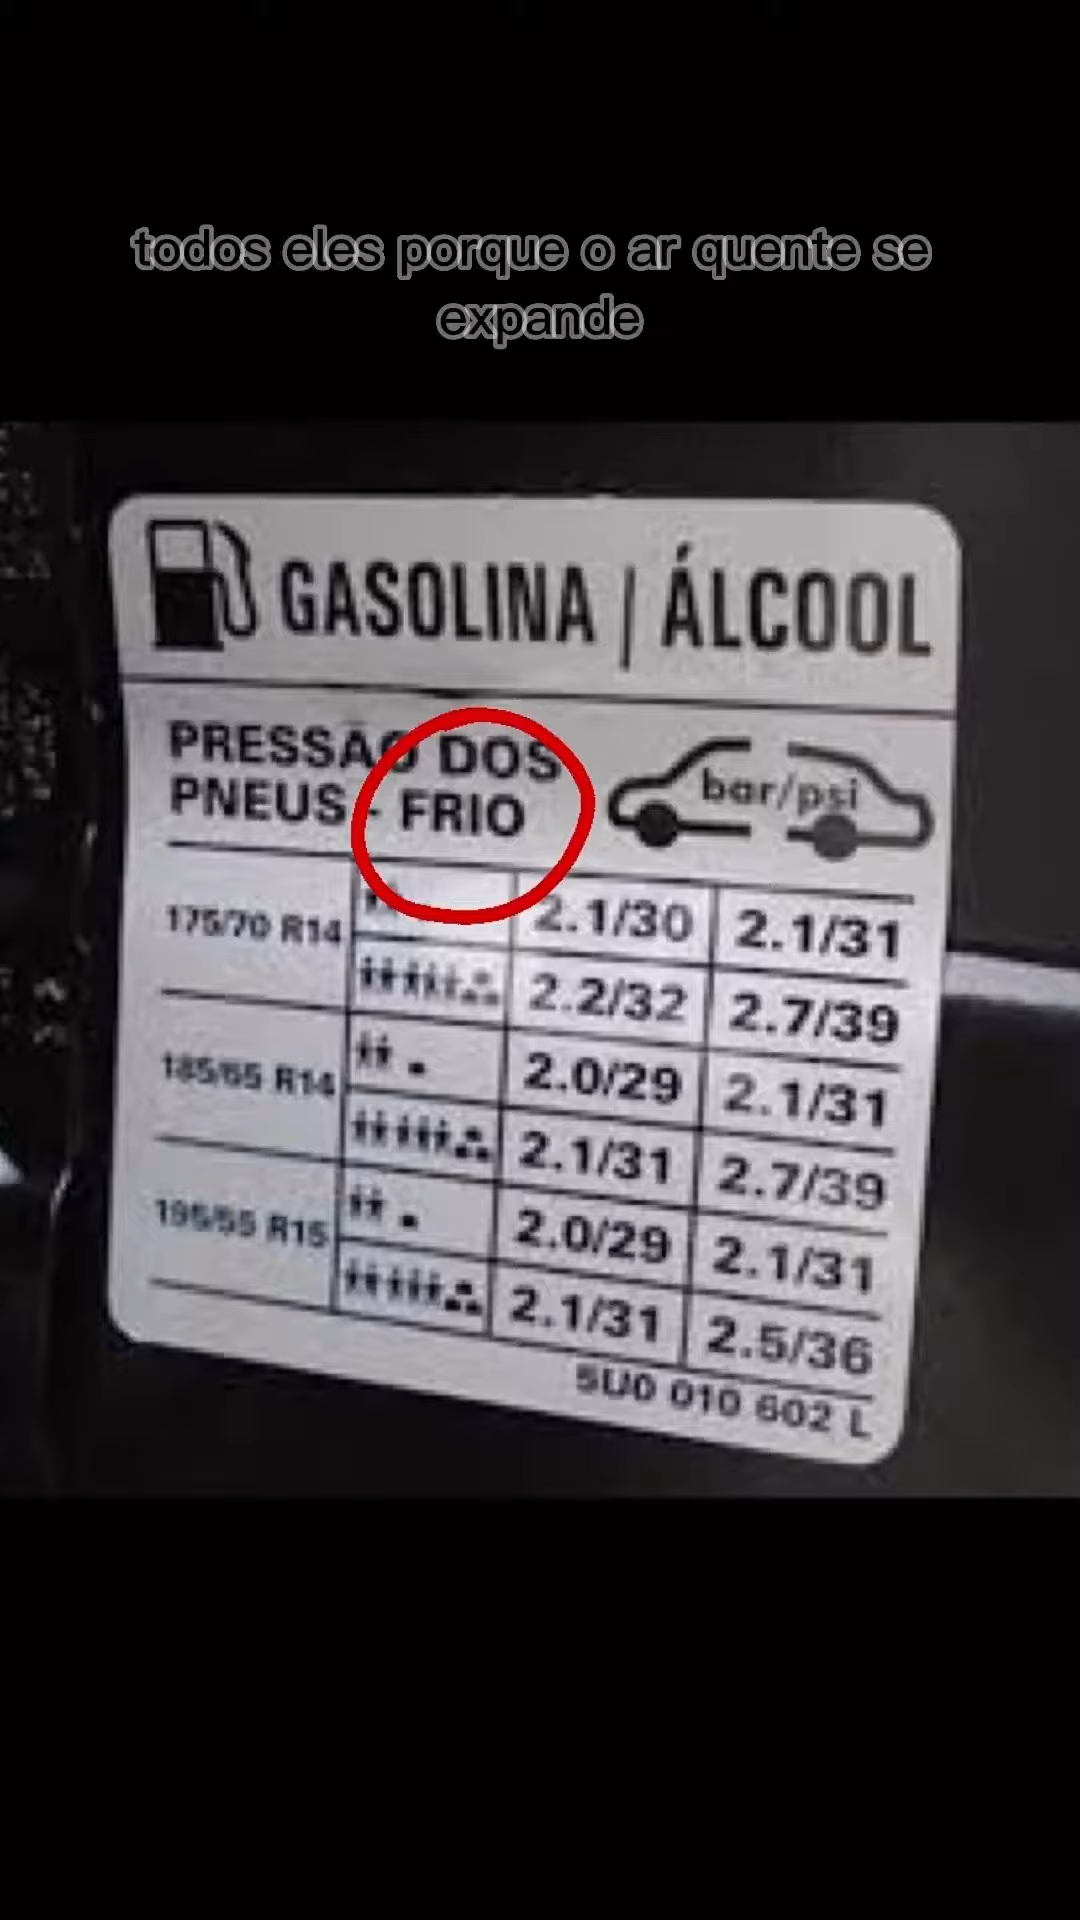 todos eles porque o ar quente se
expande
GASOLINA | ÁLCOOL
PRESSÃO DOS
PNEUS - FRIO
bar/psi
175/70 R14 2.1/30 2.1/31
2.2/32 2.7/39
185/65 R14 2.0/29 2.1/31
2.1/31 2.7/39
195/55 R15 2.0/29 2.1/31
2.1/31 2.5/36
5U0 010 602 L